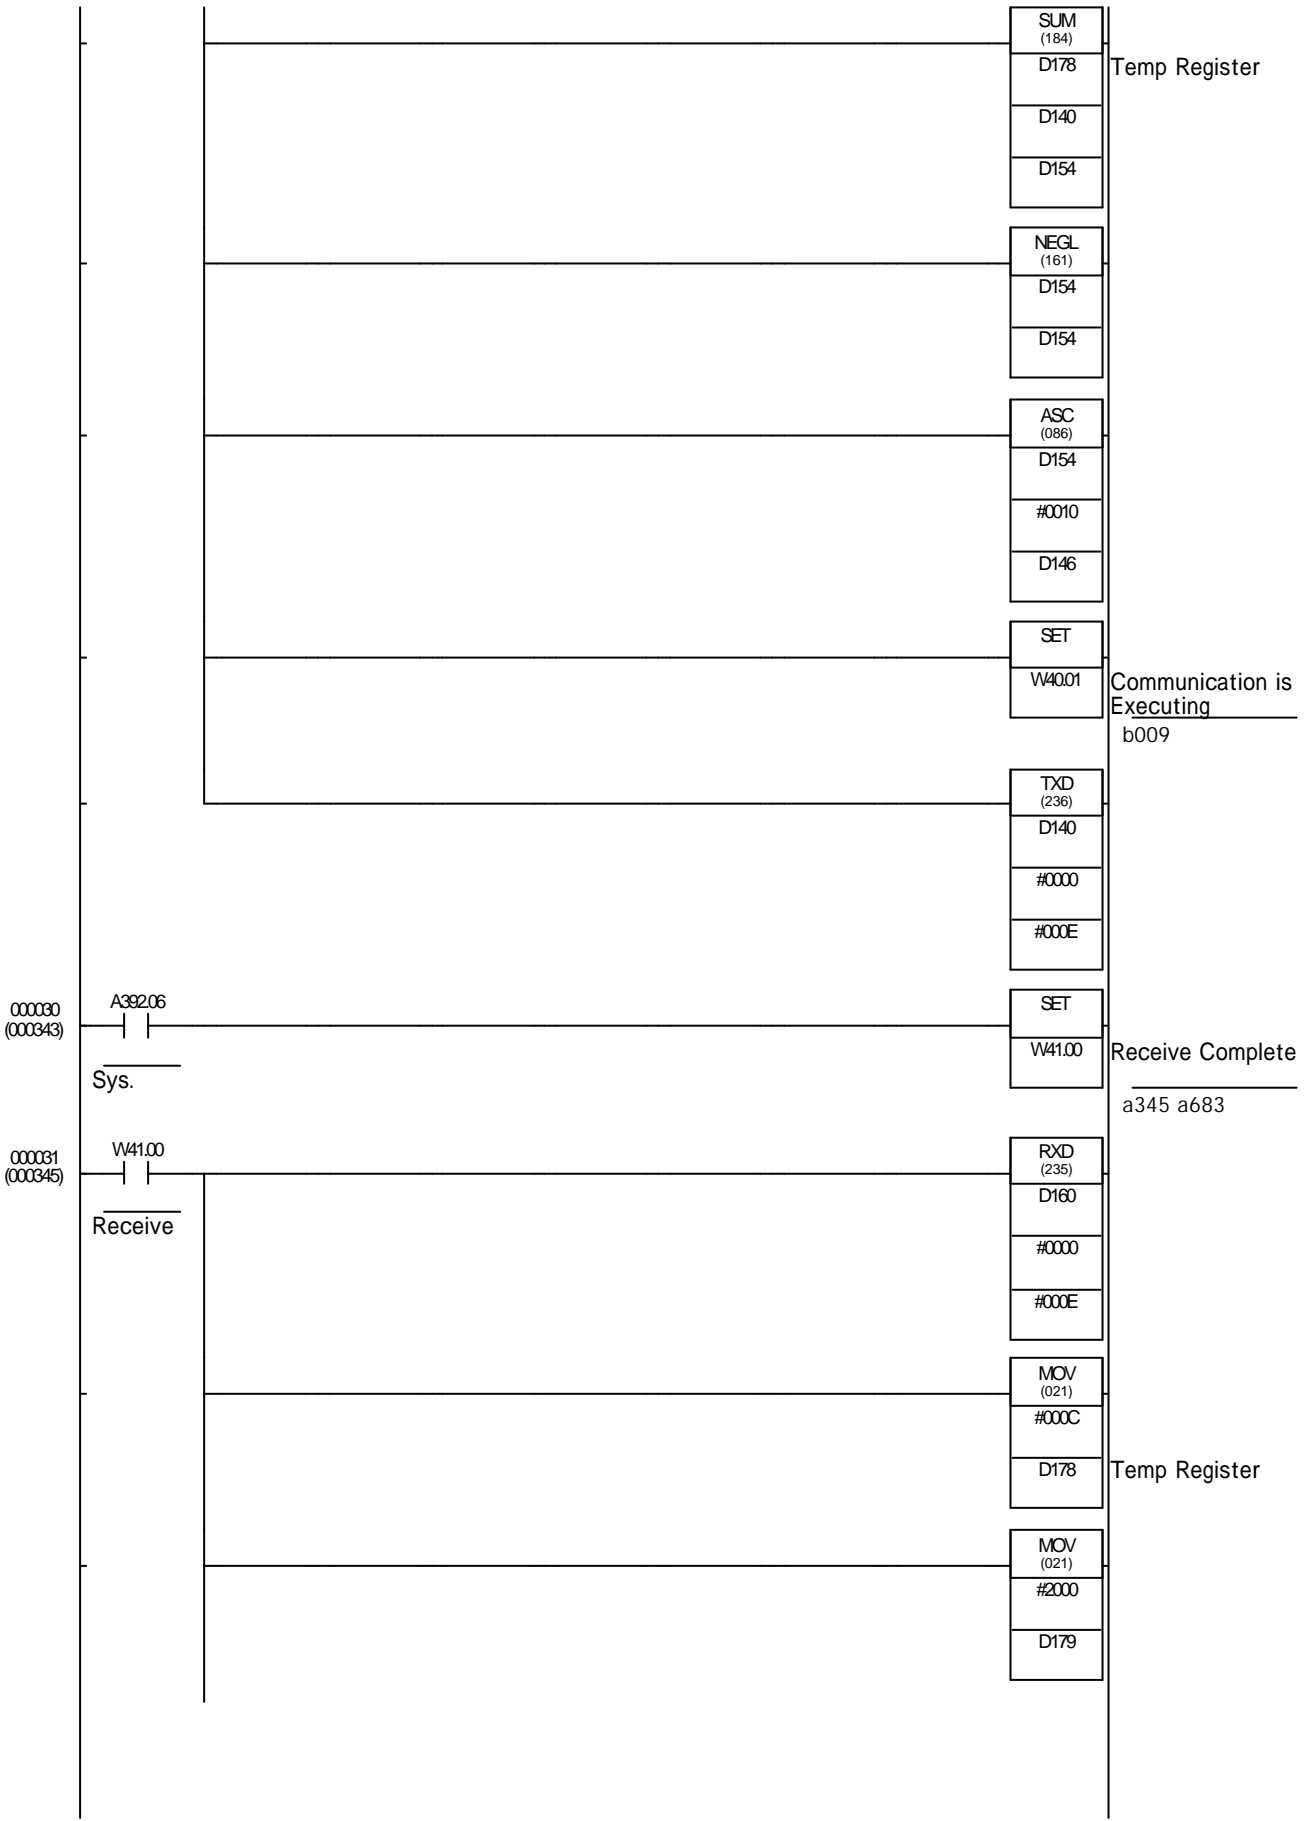 SUM
(184)
D178 Temp Register
D140
D154
NEGL
(161)
D154
D154
ASC
(086)
D154
#0010
D146
SET
W40.01 Communication is
Executing
b009
TXD
(236)
D140
#0000
#000E
000030
(000343)
A392.06
SET
W41.00 Receive Complete
Sys.
a345 a683
000031
(000345)
W41.00
RXD
(235)
D160
Receive
#0000
#000E
MOV
(021)
#000C
D178 Temp Register
MOV
(021)
#2000
D179